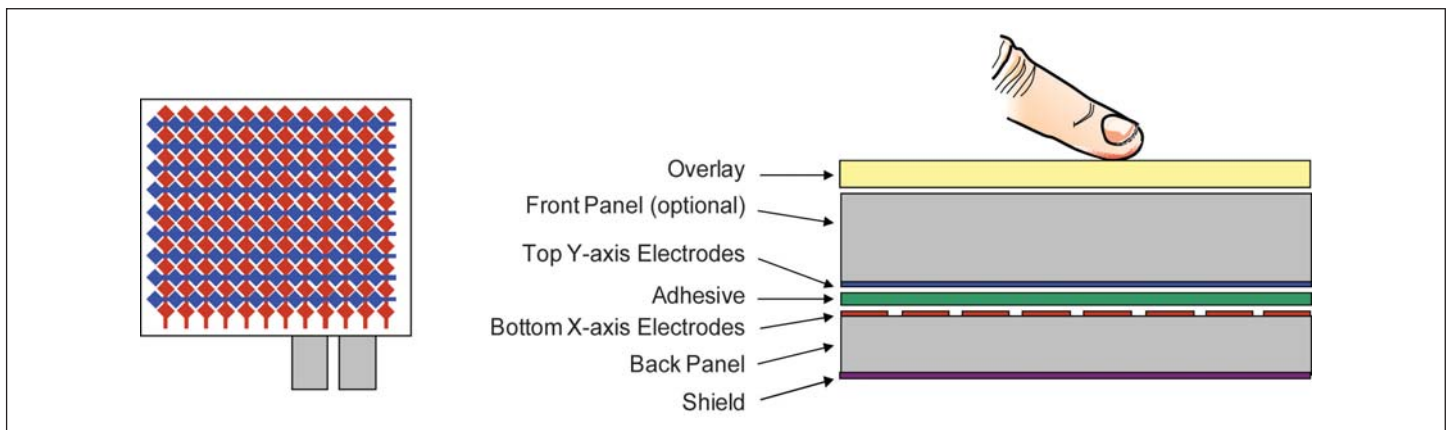 Overlay
Front Panel (optional)
Top Y-axis Electrodes
Adhesive
Bottom X-axis Electrodes
Back Panel
Shield